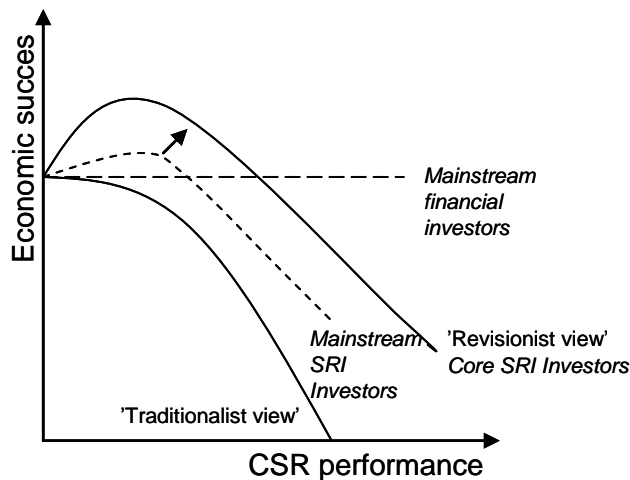 Economic succes
Mainstream
financial
investors
'Revisionist view'
Core SRI Investors
Mainstream
SRI
Investors
'Traditionalist view'
CSR performance